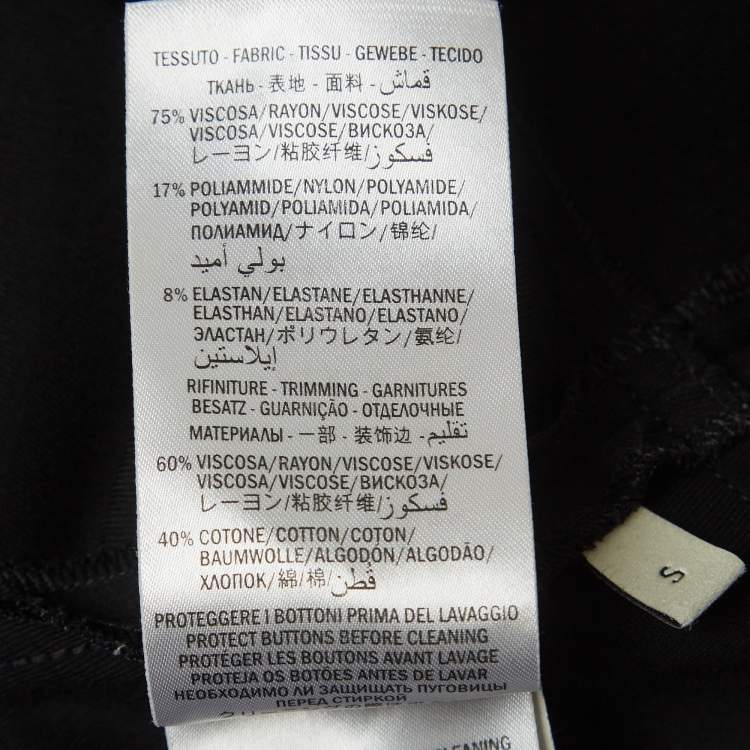 TESSUTO - FABRIC - TISSU - GEWEBE - TECIDO
ТКАНЬ - 表地 - 面料 - قماش
75% VISCOSA/RAYON/VISCOSE/VISKOSE/
VISCOSA/VISCOSE/ВИСКОЗА/
レーヨン/粘胶纤维/فسكوز
17% POLIAMMIDE/NYLON/POLYAMIDE/
POLYAMID/POLIAMIDA/POLIAMIDA/
ПОЛИАМИД/ナイロン/锦纶/
بولي أميد
8% ELASTAN/ELASTANE/ELASTHANNE/
ELASTHAN/ELASTANO/ELASTANO/
ЭЛАСТАН/ポリウレタン/氨纶/
إيلاستين
RIFINITURE - TRIMMING - GARNITURES
BESATZ - GUARNIÇÃO - ОТДЕЛОЧНЫЕ
МАТЕРИАЛЫ - 一部 - 装饰边 - تقليم
60% VISCOSA/RAYON/VISCOSE/VISKOSE/
VISCOSA/VISCOSE/ВИСКОЗА/
レーヨン/粘胶纤维/فسكوز
40% COTONE/COTTON/COTON/
BAUMWOLLE/ALGODÓN/ALGODÃO/
ХЛОПОК/綿/棉/قُطن
PROTEGGERE I BOTTONI PRIMA DEL LAVAGGIO
PROTECT BUTTONS BEFORE CLEANING
PROTÉGER LES BOUTONS AVANT LAVAGE
PROTEJA OS BOTÕES ANTES DE LAVAR
НЕОБХОДИМО ЛИ ЗАЩИЩАТЬ ПУГОВИЦЫ
ПЕРЕД СТИРКОЙ
CLEANING
S